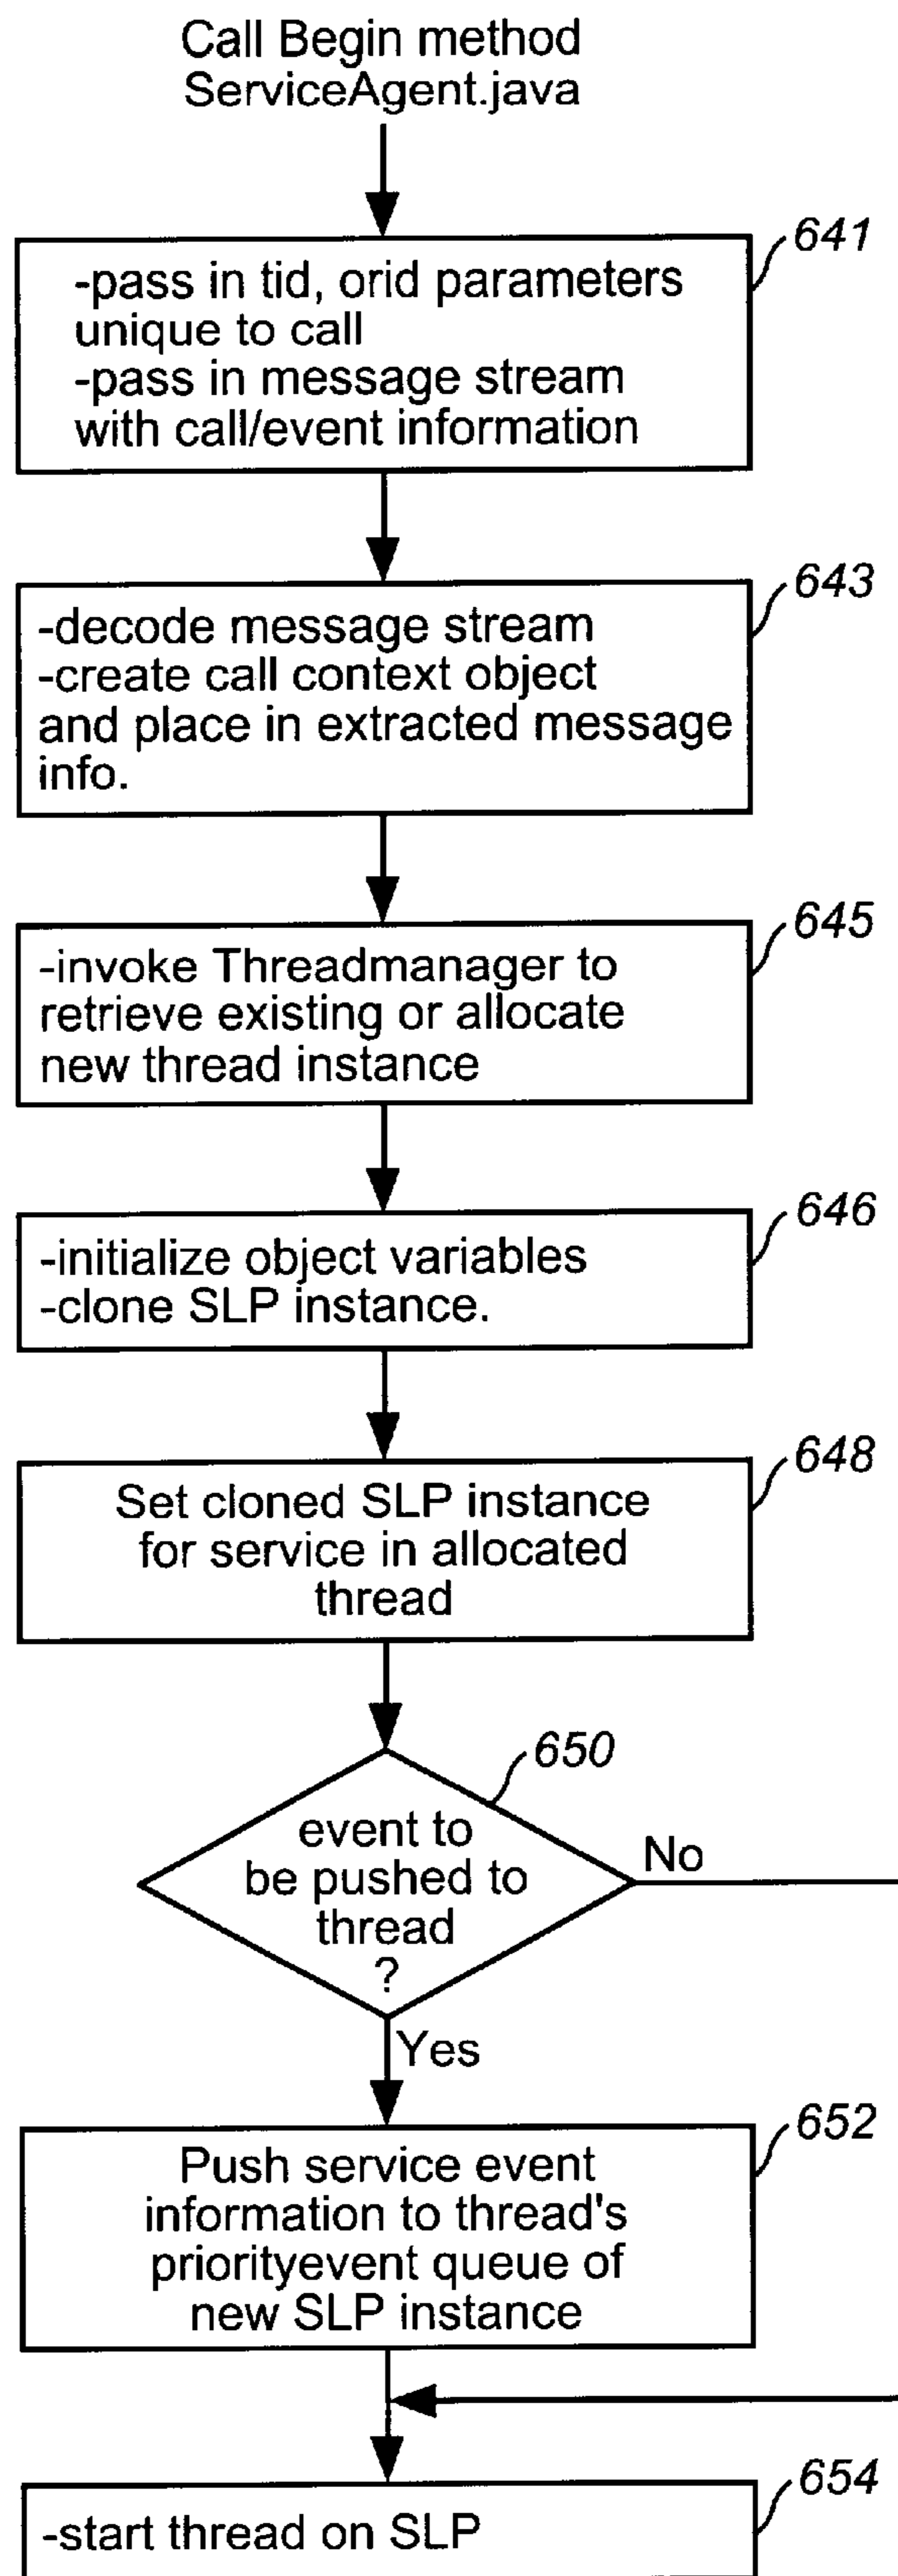 Call Begin method
ServiceAgent.java
641
-pass in tid, orid parameters
unique to call
-pass in message stream
with call/event information
643
-decode message stream
-create call context object
and place in extracted message
info.
645
-invoke Threadmanager to
retrieve existing or allocate
new thread instance
646
-initialize object variables
-clone SLP instance.
648
Set cloned SLP instance
for service in allocated
thread
650
event to
be pushed to
thread
?
No
Yes
652
Push service event
information to thread's
priorityevent queue of
new SLP instance
654
-start thread on SLP